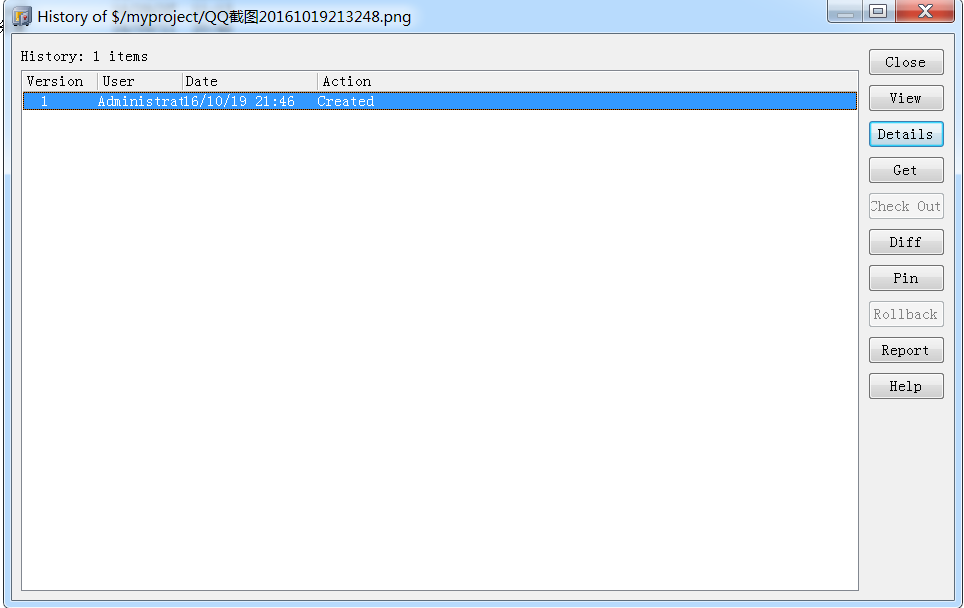 History of $/myproject/QQ截图20161019213248.png
History: 1 items
Version User Date Action
1 Administrat16/10/19 21:46 Created
Close
View
Details
Get
Check Out
Diff
Pin
Rollback
Report
Help